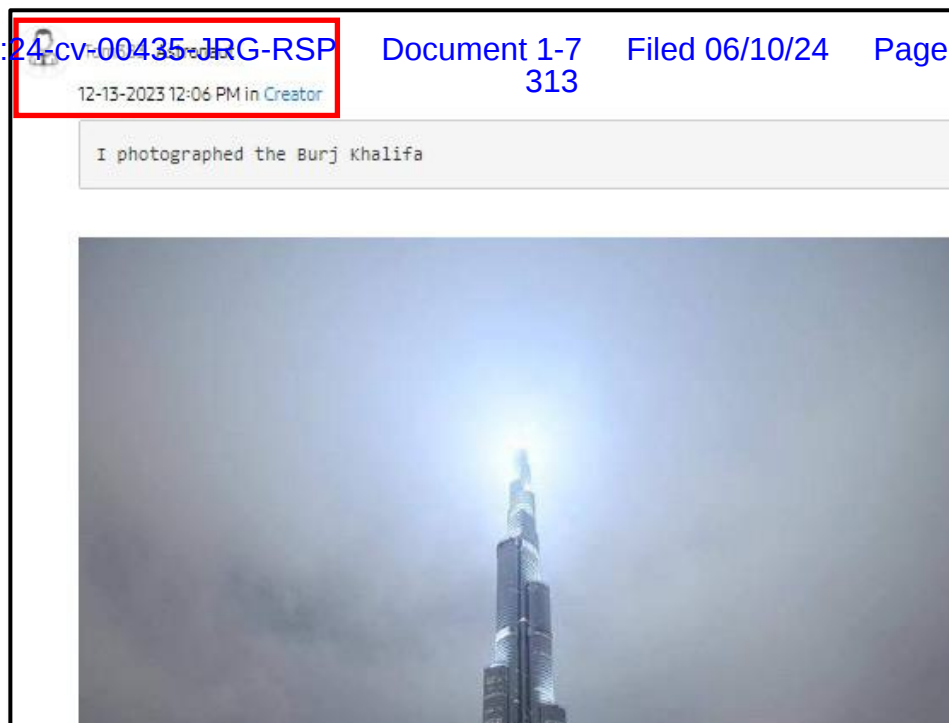 :24-cv-00435-JRG-RSP Document 1-7 Filed 06/10/24 Page
313
Astronaut
12-13-2023 12:06 PM in Creator
I photographed the Burj Khalifa